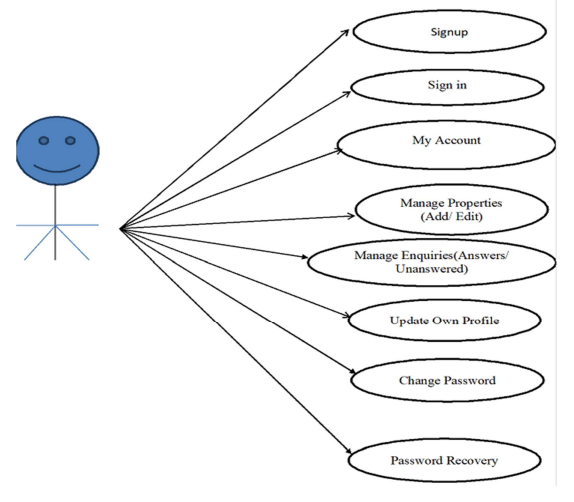 Signup
Sign in
My Account
Manage Properties
(Add/ Edit)
Manage Enquiries(Answers/
Unanswered)
Update Own Profile
Change Password
Password Recovery